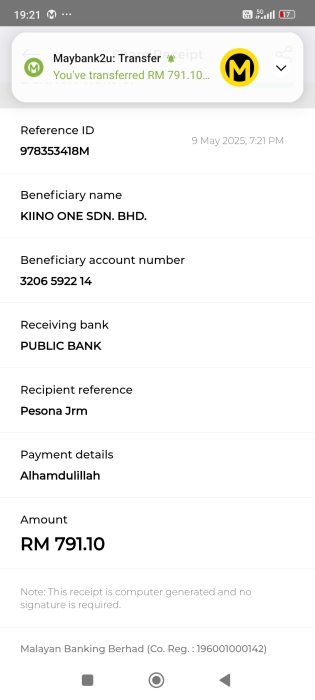 19:21
5G
17
Maybank2u: Transfer
You've transferred RM 791.10...
Reference ID
9 May 2025, 7:21 PM
978353418M
Beneficiary name
KIINO ONE SDN. BHD.
Beneficiary account number
3206 5922 14
Receiving bank
PUBLIC BANK
Recipient reference
Pesona Jrm
Payment details
Alhamdulillah
Amount
RM 791.10
Note: This receipt is computer generated and no
signature is required.
Malayan Banking Berhad (Co. Reg. : 196001000142)